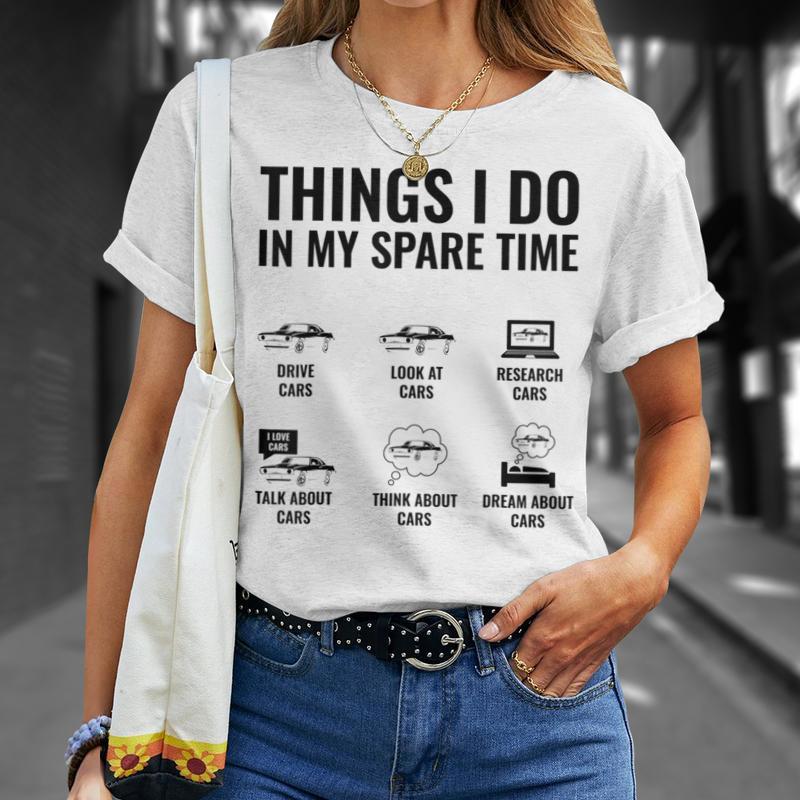 THINGS I DO
IN MY SPARE TIME
DRIVE
CARS
LOOK AT
CARS
RESEARCH
CARS
I LOVE
CARS
TALK ABOUT
CARS
THINK ABOUT
CARS
DREAM ABOUT
CARS